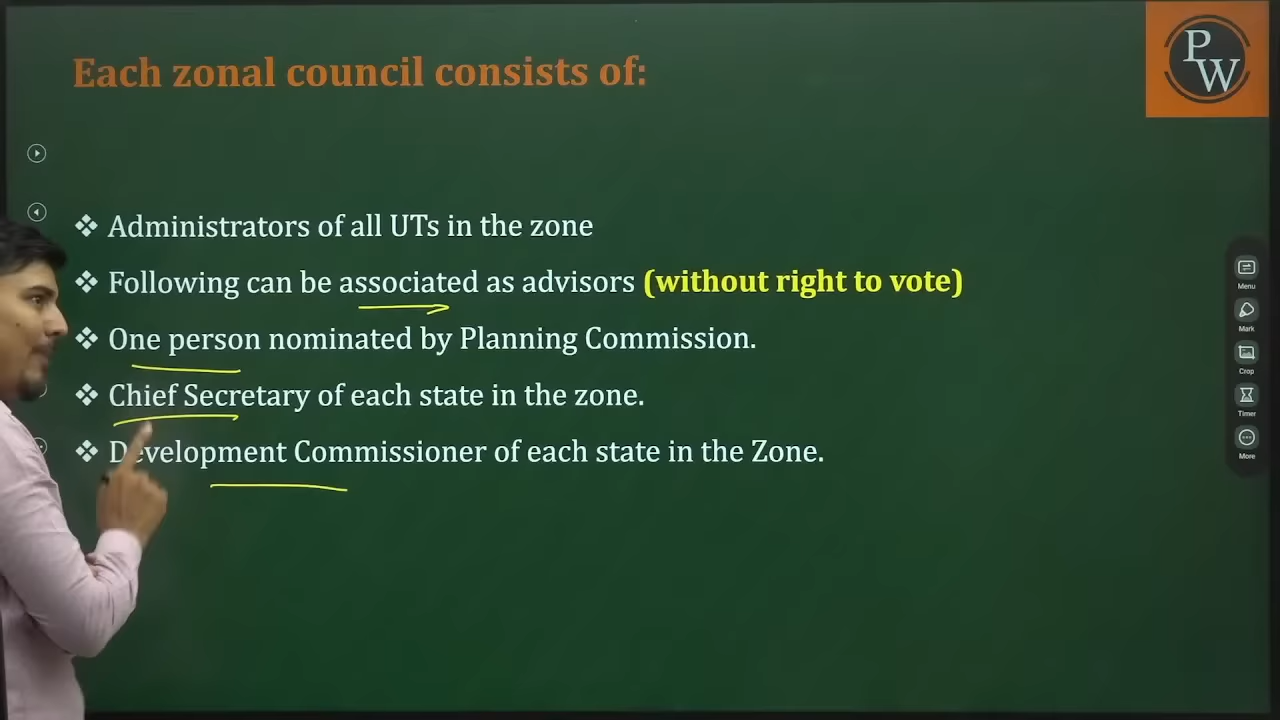 Each zonal council consists of:
PW
❖ Administrators of all UTs in the zone
❖ Following can be associated as advisors (without right to vote)
❖ One person nominated by Planning Commission.
❖ Chief Secretary of each state in the zone.
❖ Development Commissioner of each state in the Zone.
Menu
Mark
Crop
Timer
More